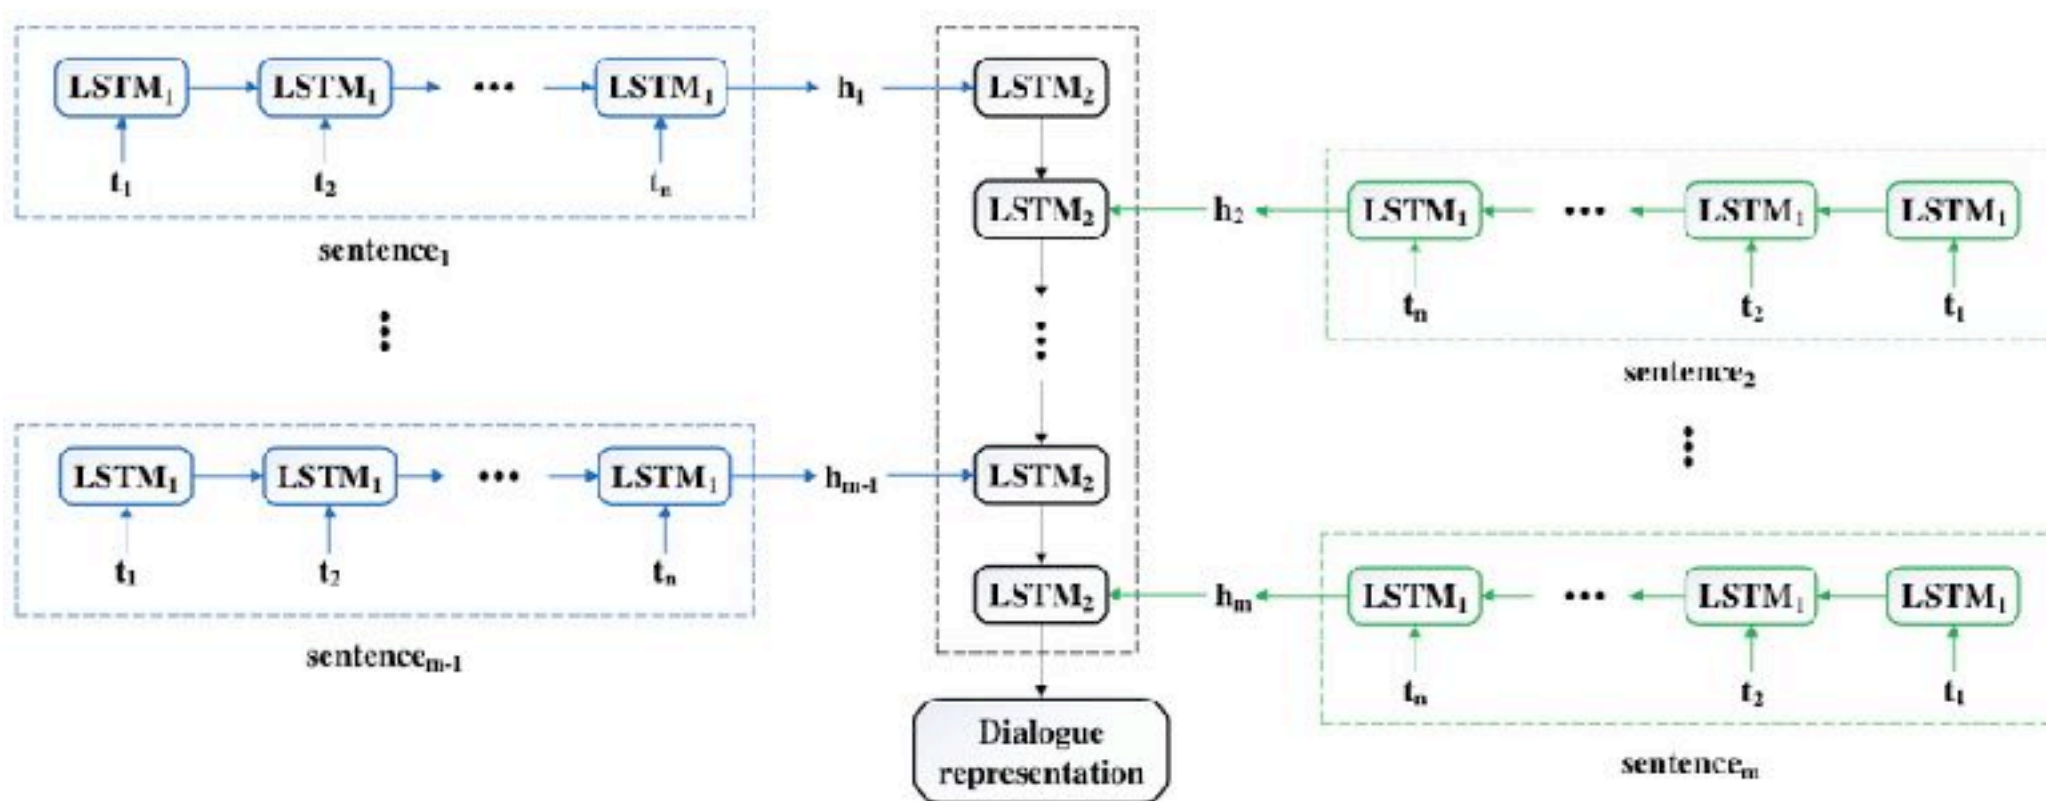 LSTM₁ LSTM₁ ••• LSTM₁ h₁ LSTM₂
t₁ t₂ tₙ
sentence₁
LSTM₂ h₂ LSTM₁ ••• LSTM₁ LSTM₁
tₙ t₂ t₁
sentence₂
LSTM₁ LSTM₁ ••• LSTM₁ hₘ₋₁ LSTM₂
t₁ t₂ tₙ
sentenceₘ₋₁
LSTM₂ hₘ LSTM₁ ••• LSTM₁ LSTM₁
tₙ t₂ t₁
sentenceₘ
Dialogue
representation